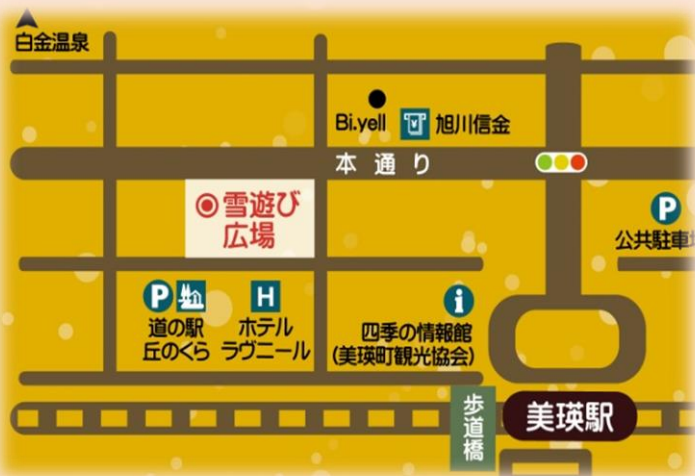 白金温泉
Bi.yell
旭川信金
本通り
雪遊び
広場
P
公共駐車
P
道の駅
丘のくら
H
ホテル
ラヴニール
i
四季の情報館
(美瑛町観光協会)
歩道橋
美瑛駅